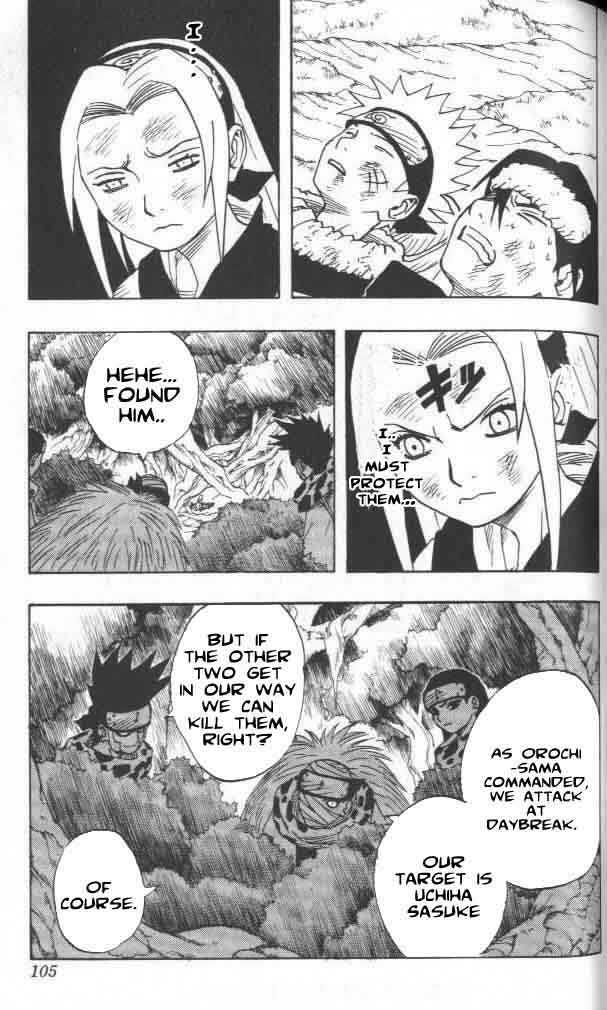 I
....
キッ
I..
I
MUST
PROTECT
THEM...
HEHE...
FOUND
HIM..
AS OROCHI
-SAMA
COMMANDED,
WE ATTACK
AT
DAYBREAK.
OUR
TARGET IS
UCHIHA
SASUKE
BUT IF
THE OTHER
TWO GET
IN OUR WAY
WE CAN
KILL THEM,
RIGHT?
OF
COURSE.
105